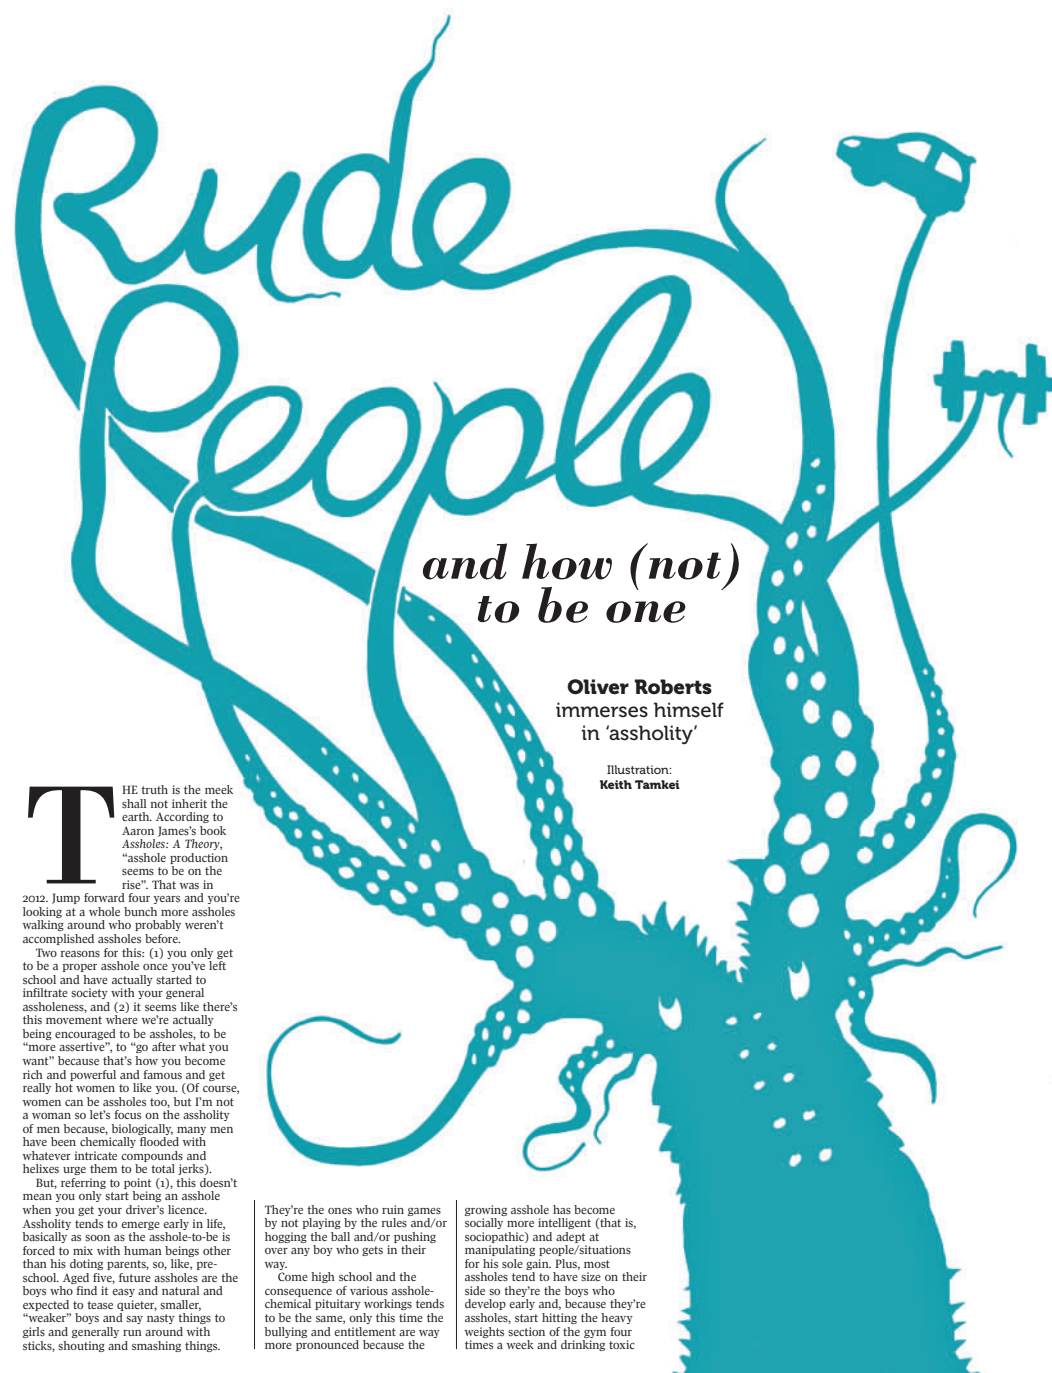 Rude
People
and how (not)
to be one
Oliver Roberts
immerses himself
in ‘assholity’
Illustration:
Keith Tamkei
THE truth is the meek
shall not inherit the
earth. According to
Aaron James’s book
Assholes: A Theory,
“asshole production
seems to be on the
rise”. That was in
2012. Jump forward four years and you’re
looking at a whole bunch more assholes
walking around who probably weren’t
accomplished assholes before.
Two reasons for this: (1) you only get
to be a proper asshole once you’ve left
school and have actually started to
infiltrate society with your general
assholeness, and (2) it seems like there’s
this movement where we’re actually
being encouraged to be assholes, to be
“more assertive”, to “go after what you
want” because that’s how you become
rich and powerful and famous and get
really hot women to like you. (Of course,
women can be assholes too, but I’m not
a woman so let’s focus on the assholity
of men because, biologically, many men
have been chemically flooded with
whatever intricate compounds and
helixes urge them to be total jerks).
But, referring to point (1), this doesn’t
mean you only start being an asshole
when you get your driver’s licence.
Assholity tends to emerge early in life,
basically as soon as the asshole-to-be is
forced to mix with human beings other
than his doting parents, so, like, pre-
school. Aged five, future assholes are the
boys who find it easy and natural and
expected to tease quieter, smaller,
“weaker” boys and say nasty things to
girls and generally run around with
sticks, shouting and smashing things.
They’re the ones who ruin games
by not playing by the rules and/or
hogging the ball and/or pushing
over any boy who gets in their
way.
Come high school and the
consequence of various asshole-
chemical pituitary workings tends
to be the same, only this time the
bullying and entitlement are way
more pronounced because the
growing asshole has become
socially more intelligent (that is,
sociopathic) and adept at
manipulating people/situations
for his sole gain. Plus, most
assholes tend to have size on their
side so they’re the boys who
develop early and, because they’re
assholes, start hitting the heavy
weights section of the gym four
times a week and drinking toxic